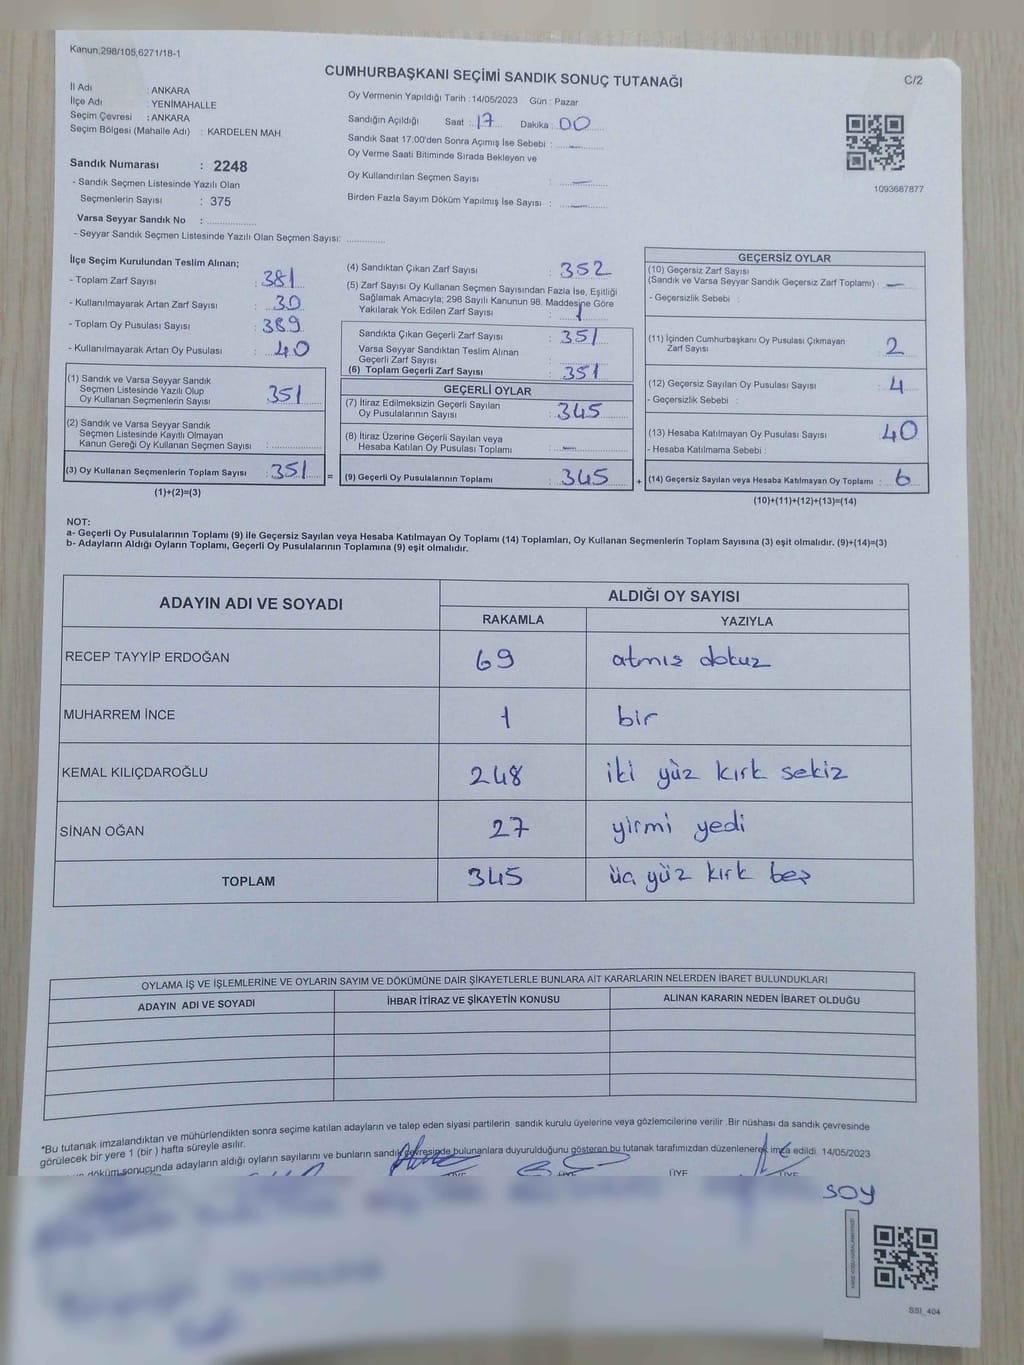 Kanun;298/105,6271/18-1
CUMHURBAŞKANI SEÇİMİ SANDIK SONUÇ TUTANAĞI
C/2
İl Adı : ANKARA
İlçe Adı : YENİMAHALLE
Seçim Çevresi : ANKARA
Seçim Bölgesi (Mahalle Adı) : KARDELEN MAH.
Sandık Numarası : 2248
- Sandık Seçmen Listesinde Yazılı Olan
Seçmenlerin Sayısı : 375
Varsa Seyyar Sandık No :
- Seyyar Sandık Seçmen Listesinde Yazılı Olan Seçmen Sayısı:
Oy Vermenin Yapıldığı Tarih : 14/05/2023 Gün : Pazar
Sandığın Açıldığı Saat : 17 Dakika : 00
Sandık Saat 17.00'den Sonra Açımış İse Sebebi : —
Oy Verme Saati Bitiminde Sırada Bekleyen ve
Oy Kullandırılan Seçmen Sayısı : —
Birden Fazla Sayım Döküm Yapılmış İse Sayısı : —
1093687877
İlçe Seçim Kurulundan Teslim Alınan;
- Toplam Zarf Sayısı : 381
- Kullanılmayarak Artan Zarf Sayısı : 30
- Toplam Oy Pusulası Sayısı : 389
- Kullanılmayarak Artan Oy Pusulası : 40
(1) Sandık ve Varsa Seyyar Sandık
Seçmen Listesinde Yazılı Olup
Oy Kullanan Seçmenlerin Sayısı : 351
(2) Sandık ve Varsa Seyyar Sandık
Seçmen Listesinde Kayıtlı Olmayan
Kanun Gereği Oy Kullanan Seçmen Sayısı :
(3) Oy Kullanan Seçmenlerin Toplam Sayısı : 351 =
(1)+(2)=(3)
(4) Sandıktan Çıkan Zarf Sayısı : 352
(5) Zarf Sayısı Oy Kullanan Seçmen Sayısından Fazla İse, Eşitliği
Sağlamak Amacıyla; 298 Sayılı Kanunun 98. Maddesine Göre
Yakılarak Yok Edilen Zarf Sayısı : 1
Sandıkta Çıkan Geçerli Zarf Sayısı : 351
Varsa Seyyar Sandıktan Teslim Alınan
Geçerli Zarf Sayısı :
(6) Toplam Geçerli Zarf Sayısı : 351
GEÇERLİ OYLAR
(7) İtiraz Edilmeksizin Geçerli Sayılan
Oy Pusulalarının Sayısı : 345
(8) İtiraz Üzerine Geçerli Sayılan veya
Hesaba Katılan Oy Pusulası Toplamı : —
(9) Geçerli Oy Pusulalarının Toplamı : 345 +
GEÇERSİZ OYLAR
(10) Geçersiz Zarf Sayısı
(Sandık ve Varsa Seyyar Sandık Geçersiz Zarf Toplamı) : —
- Geçersizlik Sebebi :
(11) İçinden Cumhurbaşkanı Oy Pusulası Çıkmayan
Zarf Sayısı : 2
(12) Geçersiz Sayılan Oy Pusulası Sayısı : 4
- Geçersizlik Sebebi :
(13) Hesaba Katılmayan Oy Pusulası Sayısı : 40
- Hesaba Katılmama Sebebi :
(14) Geçersiz Sayılan veya Hesaba Katılmayan Oy Toplamı : 6
(10)+(11)+(12)+(13)=(14)
NOT:
a- Geçerli Oy Pusulalarının Toplamı (9) ile Geçersiz Sayılan veya Hesaba Katılmayan Oy Toplamı (14) Toplamları, Oy Kullanan Seçmenlerin Toplam Sayısına (3) eşit olmalıdır. (9)+(14)=(3)
b- Adayların Aldığı Oyların Toplamı, Geçerli Oy Pusulalarının Toplamına (9) eşit olmalıdır.
ADAYIN ADI VE SOYADI
ALDIĞI OY SAYISI
RAKAMLA YAZIYLA
RECEP TAYYİP ERDOĞAN 69 atmış dokuz
MUHARREM İNCE 1 bir
KEMAL KILIÇDAROĞLU 248 iki yüz kırk sekiz
SİNAN OĞAN 27 yirmi yedi
TOPLAM 345 üç yüz kırk beş
OYLAMA İŞ VE İŞLEMLERİNE VE OYLARIN SAYIM VE DÖKÜMÜNE DAİR ŞİKAYETLERLE BUNLARA AİT KARARLARIN NELERDEN İBARET BULUNDUKLARI
ADAYIN ADI VE SOYADI İHBAR İTİRAZ VE ŞİKAYETİN KONUSU ALINAN KARARIN NEDEN İBARET OLDUĞU
*Bu tutanak imzalandıktan ve mühürlendikten sonra seçime katılan adayların ve talep eden siyasi partilerin sandık kurulu üyelerine veya gözlemcilerine verilir .Bir nüshası da sandık çevresinde
görülecek bir yere 1 (bir ) hafta süreyle asılır.
döküm sonucunda adayların aldığı oyların sayılarını ve bunların sandık çevresinde bulunanlara duyurulduğunu gösteren bu tutanak tarafımızdan düzenlenerek imza edildi. 14/05/2023
ÜYE ÜYE ÜYE ÜYE
SOY
SSI_404